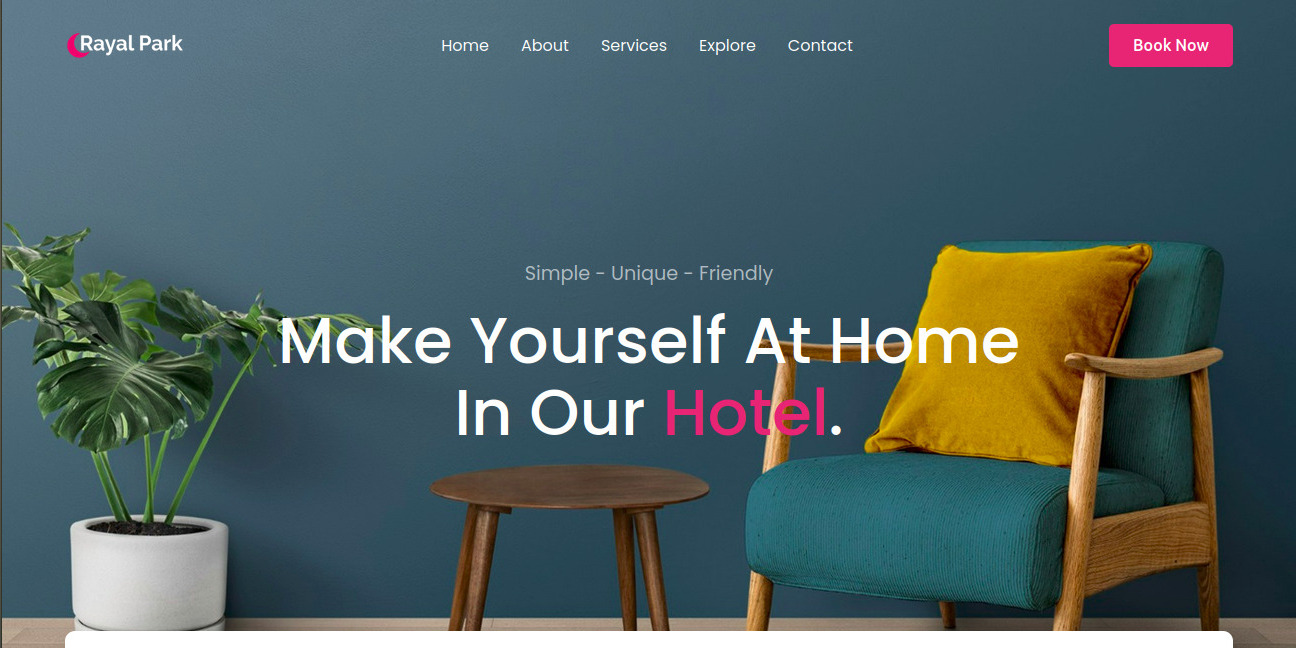 Rayal Park
Home About Services Explore Contact
Book Now
Simple - Unique - Friendly
Make Yourself At Home
In Our Hotel.